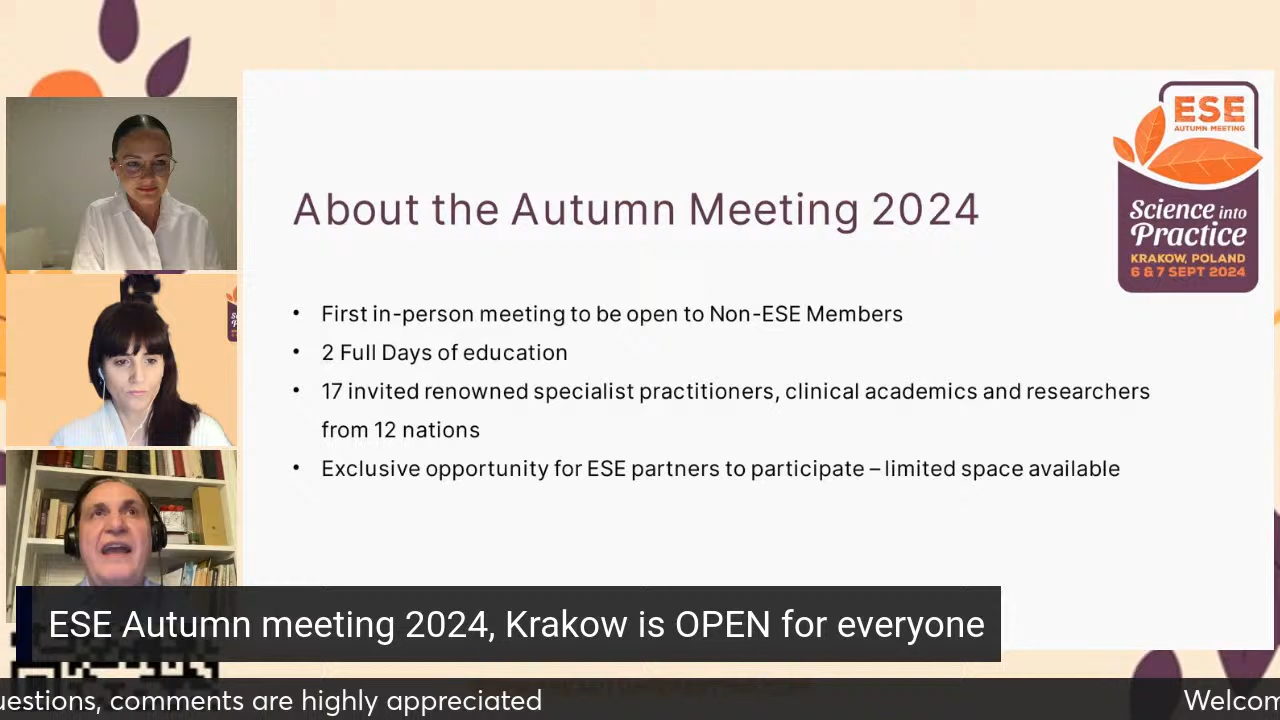 ESE
AUTUMN MEETING
Science into
Practice
KRAKOW, POLAND
6 & 7 SEPT 2024
About the Autumn Meeting 2024
• First in-person meeting to be open to Non-ESE Members
• 2 Full Days of education
• 17 invited renowned specialist practitioners, clinical academics and researchers
from 12 nations
• Exclusive opportunity for ESE partners to participate – limited space available
ESE Autumn meeting 2024, Krakow is OPEN for everyone
uestions, comments are highly appreciated
Welcom